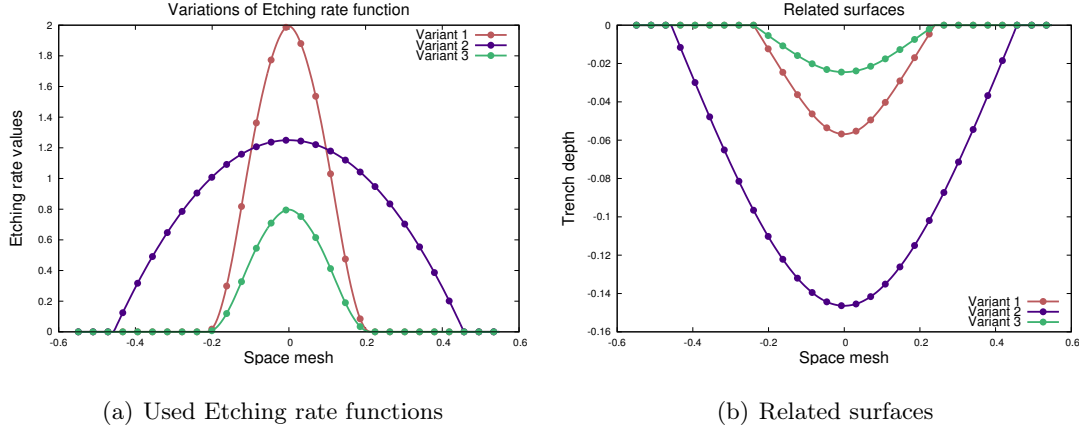 Variations of Etching rate function
Etching rate values
2
1.8
1.6
1.4
1.2
1
0.8
0.6
0.4
0.2
0
-0.6
-0.4
-0.2
0
0.2
0.4
0.6
Space mesh
Variant 1
Variant 2
Variant 3
(a) Used Etching rate functions
Related surfaces
Trench depth
0
-0.02
-0.04
-0.06
-0.08
-0.1
-0.12
-0.14
-0.16
-0.6
-0.4
-0.2
0
0.2
0.4
0.6
Space mesh
Variant 1
Variant 2
Variant 3
(b) Related surfaces